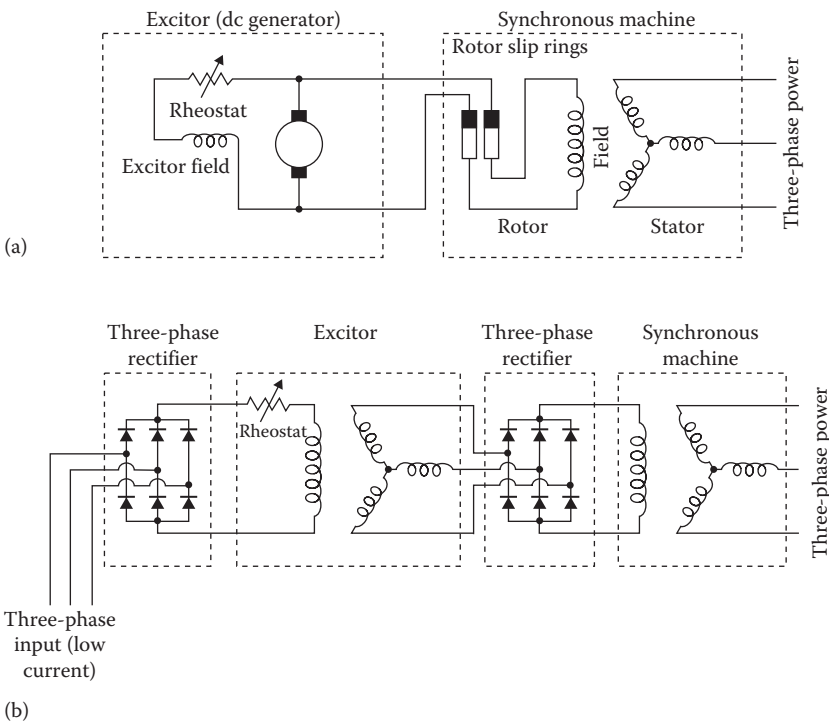 Excitor (dc generator)
Synchronous machine
Rotor slip rings
Rheostat
Excitor field
Field
Rotor
Stator
Three-phase power
(a)
Three-phase
rectifier
Excitor
Three-phase
rectifier
Synchronous
machine
Rheostat
Three-phase power
Three-phase
input (low
current)
(b)